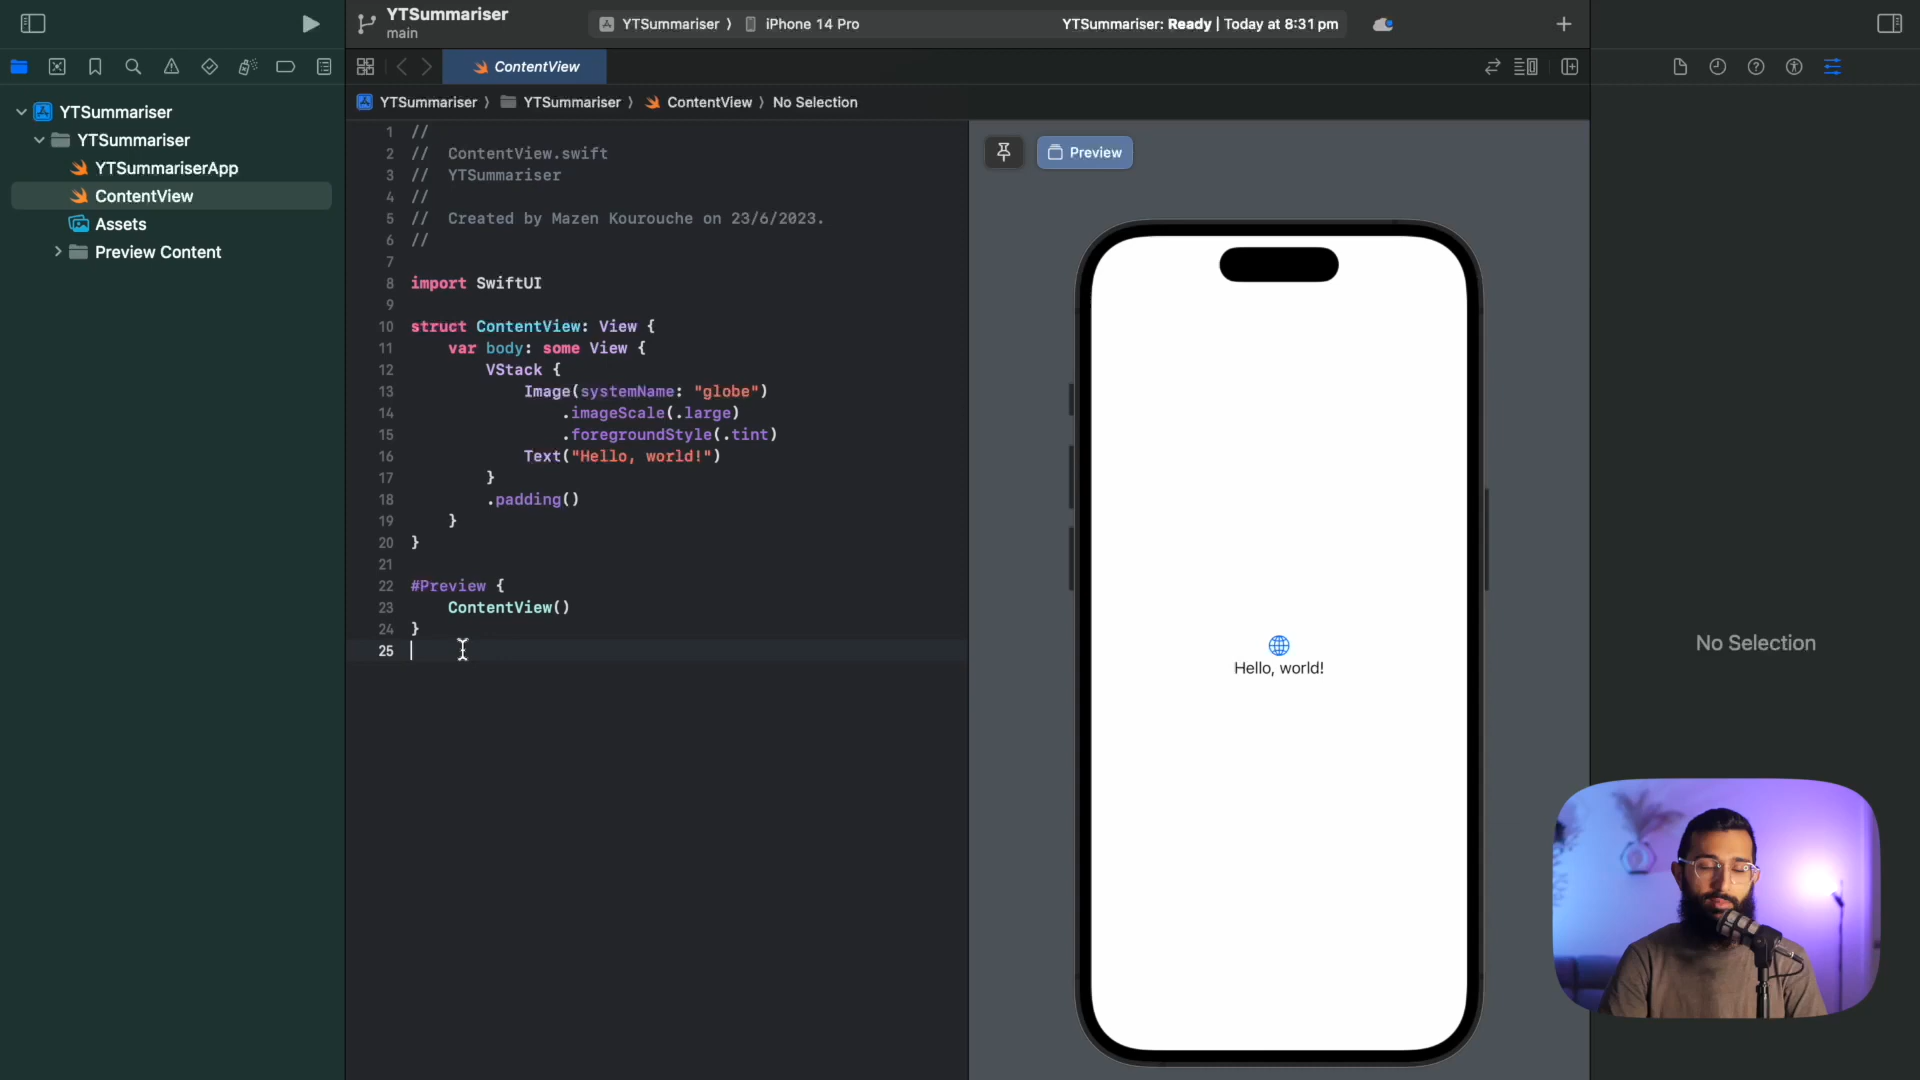 YTSummariser
main
YTSummariser 〉 iPhone 14 Pro
YTSummariser: Ready | Today at 8:31 pm
ContentView
YTSummariser
YTSummariser
YTSummariserApp
ContentView
Assets
Preview Content
YTSummariser 〉 YTSummariser 〉 ContentView 〉 No Selection
1 //
2 //  ContentView.swift
3 //  YTSummariser
4 //
5 //  Created by Mazen Kourouche on 23/6/2023.
6 //
7
8 import SwiftUI
9
10 struct ContentView: View {
11     var body: some View {
12         VStack {
13             Image(systemName: "globe")
14                 .imageScale(.large)
15                 .foregroundStyle(.tint)
16             Text("Hello, world!")
17         }
18         .padding()
19     }
20 }
21
22 #Preview {
23     ContentView()
24 }
25
Preview
Hello, world!
No Selection